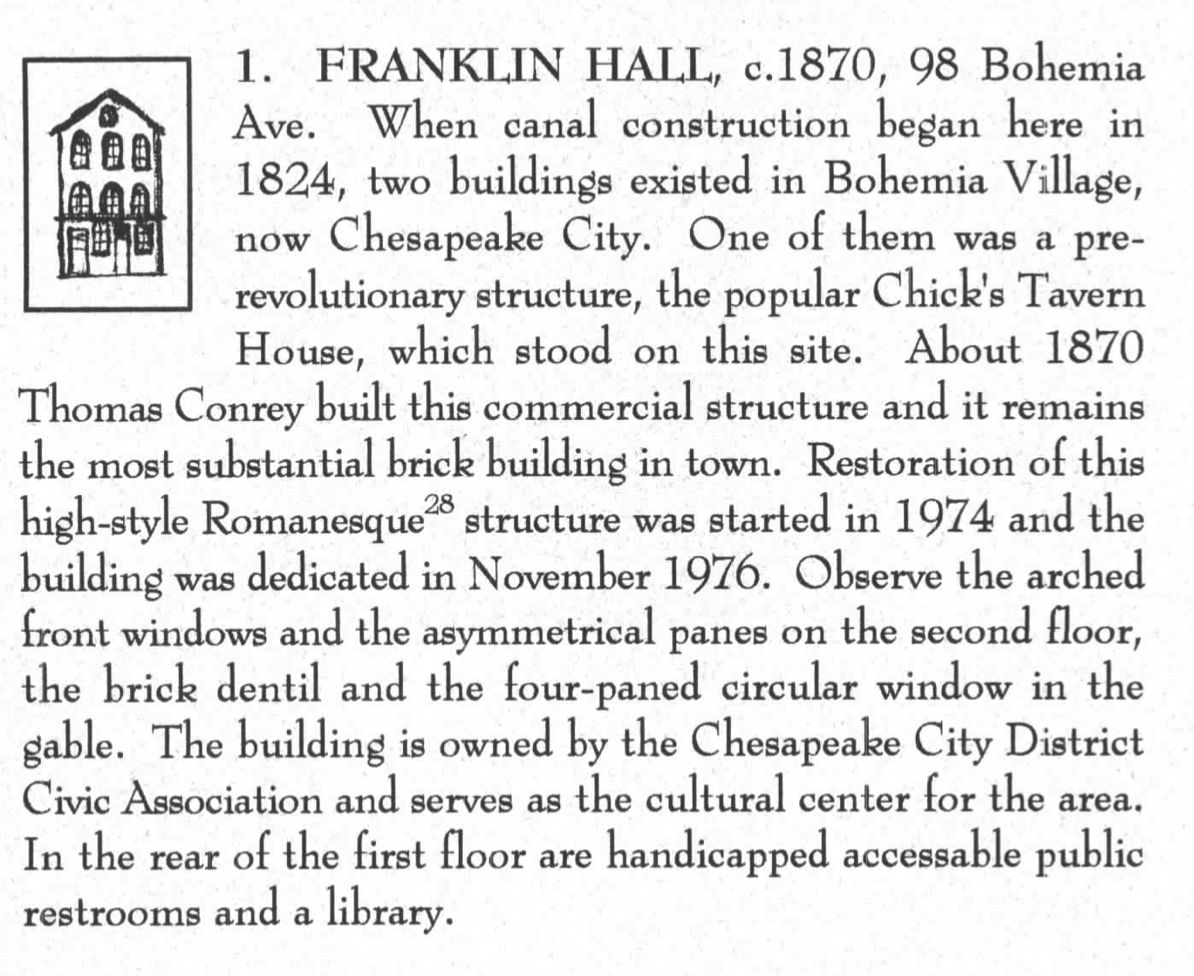 1. FRANKLIN HALL, c.1870, 98 Bohemia
Ave. When canal construction began here in
1824, two buildings existed in Bohemia Village,
now Chesapeake City. One of them was a pre-
revolutionary structure, the popular Chick's Tavern
House, which stood on this site. About 1870
Thomas Conrey built this commercial structure and it remains
the most substantial brick building in town. Restoration of this
high-style Romanesque²⁸ structure was started in 1974 and the
building was dedicated in November 1976. Observe the arched
front windows and the asymmetrical panes on the second floor,
the brick dentil and the four-paned circular window in the
gable. The building is owned by the Chesapeake City District
Civic Association and serves as the cultural center for the area.
In the rear of the first floor are handicapped accessable public
restrooms and a library.